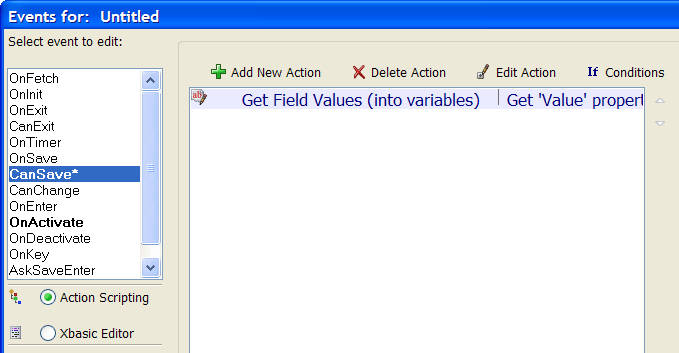 Events for: Untitled
Select event to edit:
Add New Action Delete Action Edit Action If Conditions
OnFetch
OnInit
OnExit
CanExit
OnTimer
OnSave
CanSave*
CanChange
OnEnter
OnActivate
OnDeactivate
OnKey
AskSaveEnter
Get Field Values (into variables) Get 'Value' propert
Action Scripting
Xbasic Editor